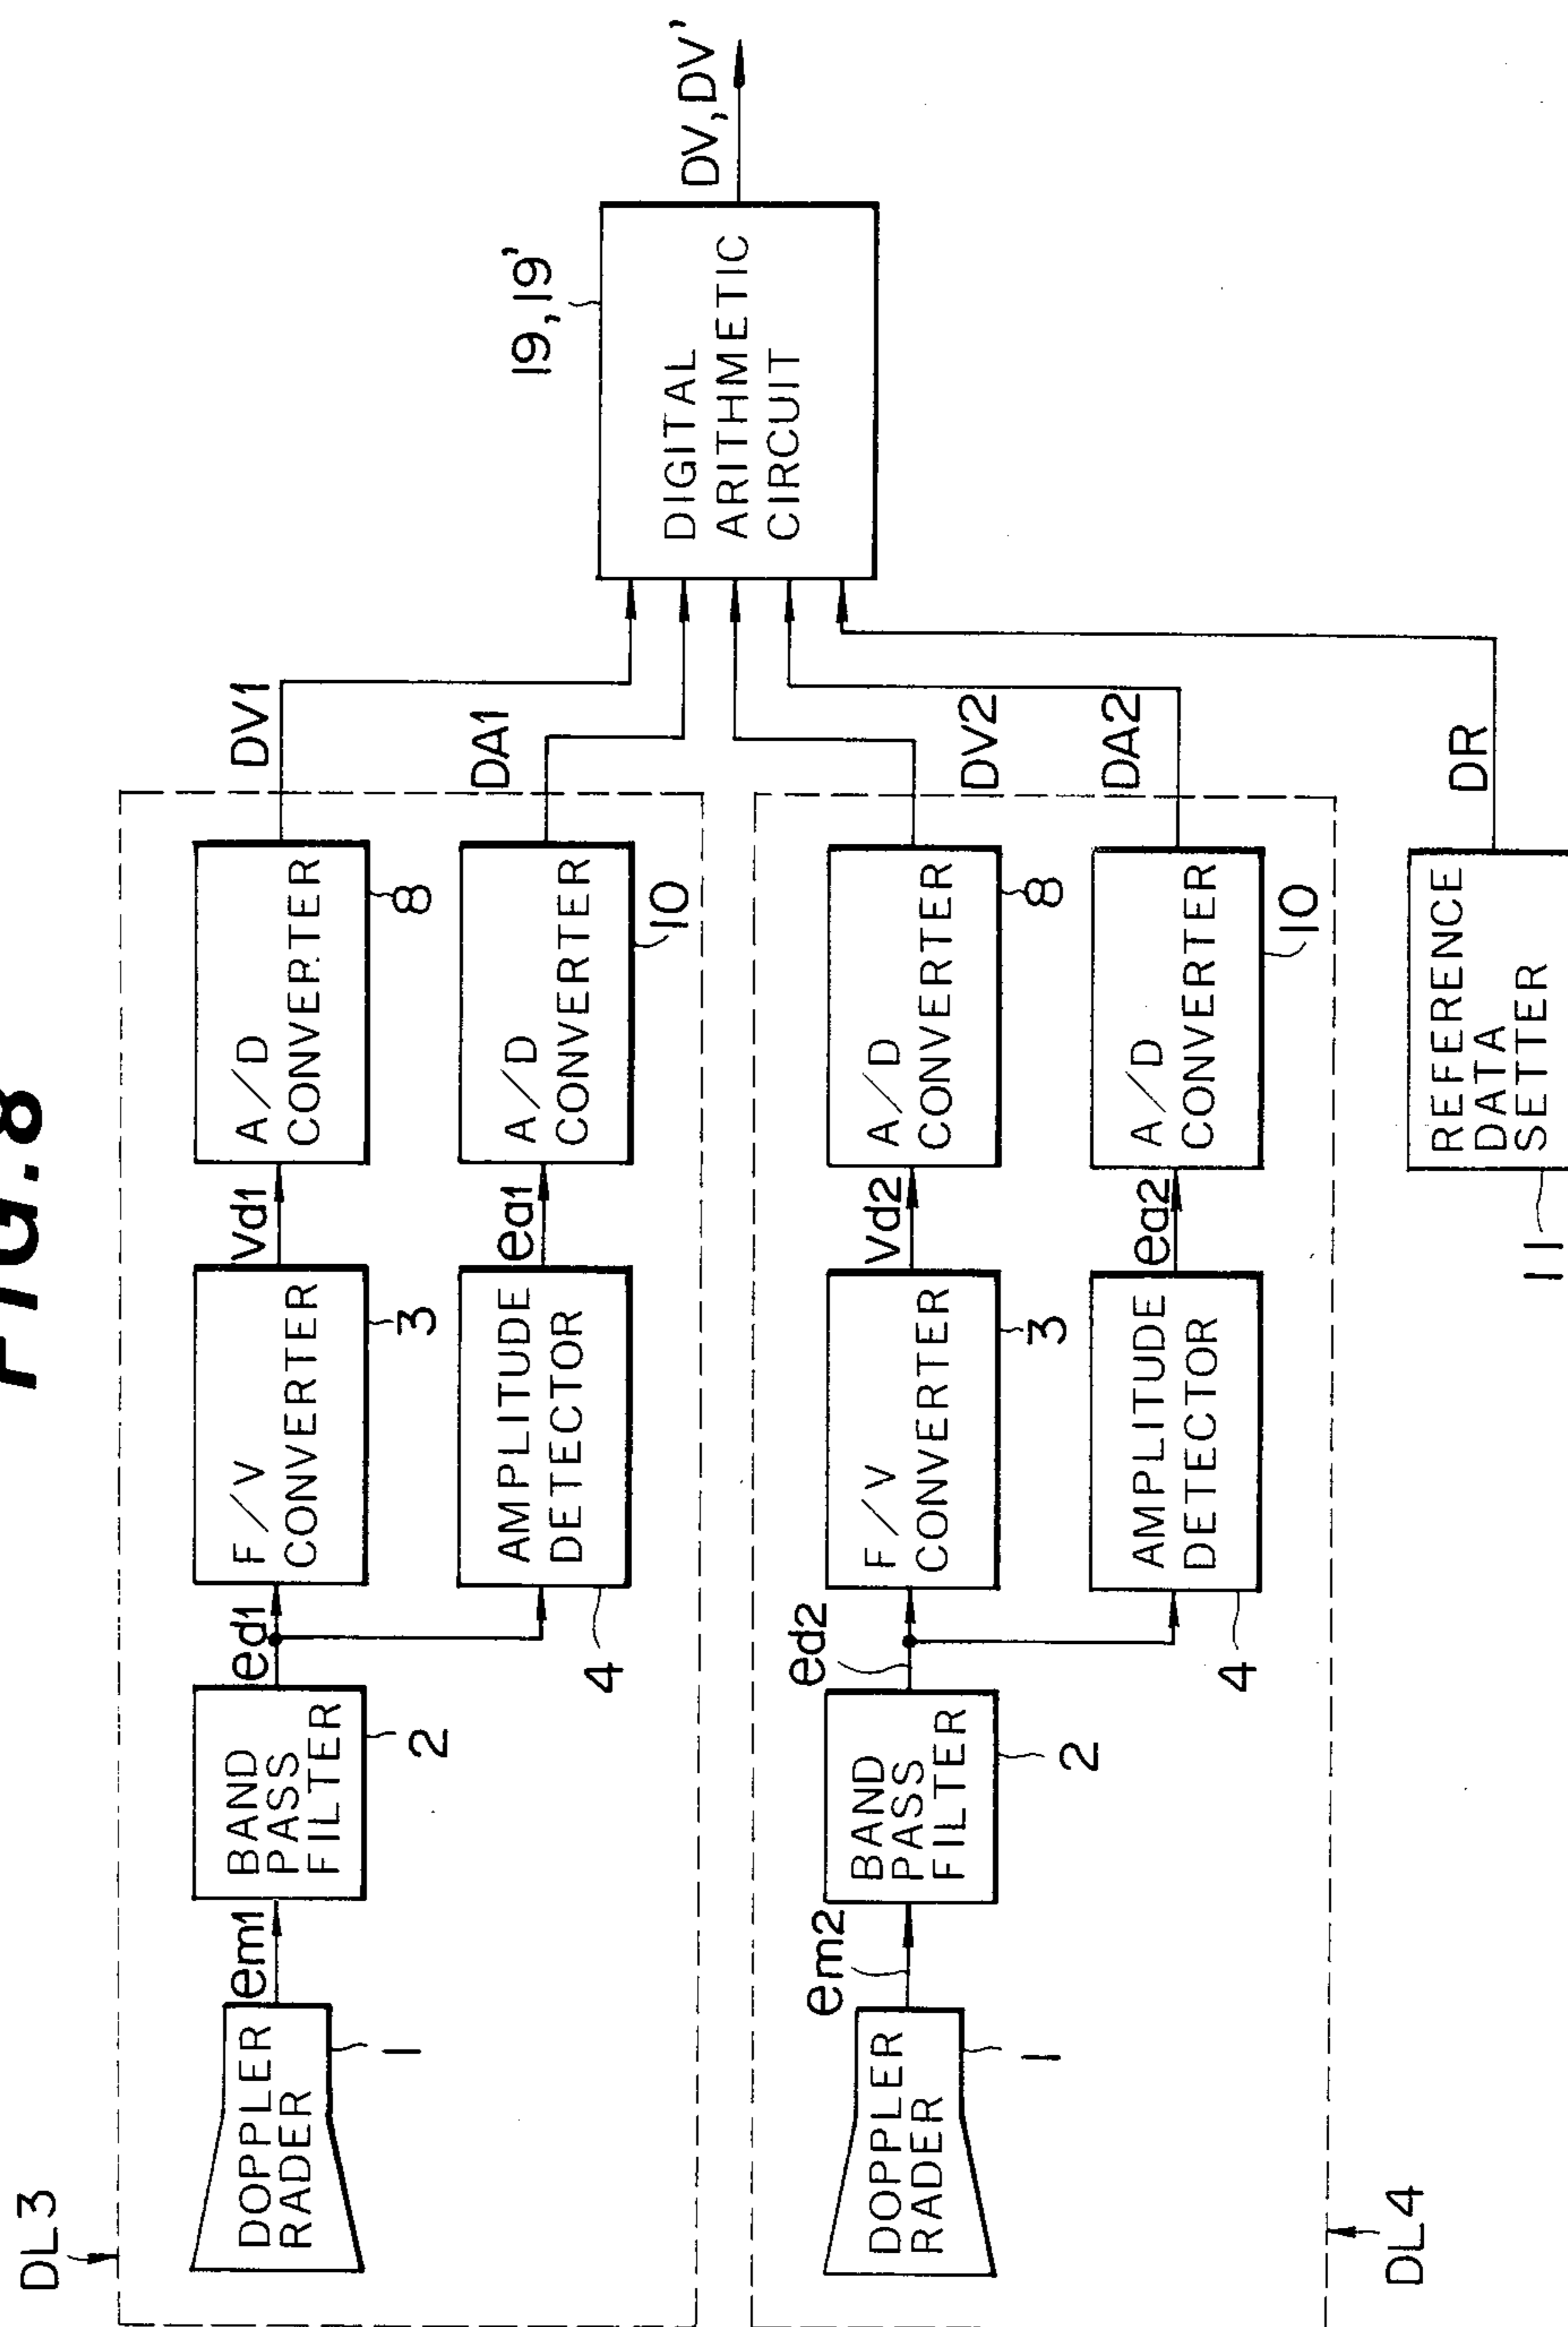 FIG.8
DL3
DOPPLER
RADER
1
em1
BAND
PASS
FILTER
2
ed1
F/V
CONVERTER
3
Vd1
A/D
CONVERTER
8
DV1
AMPLITUDE
DETECTOR
4
ea1
A/D
CONVERTER
10
DA1
DL4
DOPPLER
RADER
1
em2
BAND
PASS
FILTER
2
ed2
F/V
CONVERTER
3
Vd2
A/D
CONVERTER
8
DV2
AMPLITUDE
DETECTOR
4
ea2
A/D
CONVERTER
10
DA2
REFERENCE
DATA
SETTER
11
DR
19,19'
DIGITAL
ARITHMETIC
CIRCUIT
DV,DV'